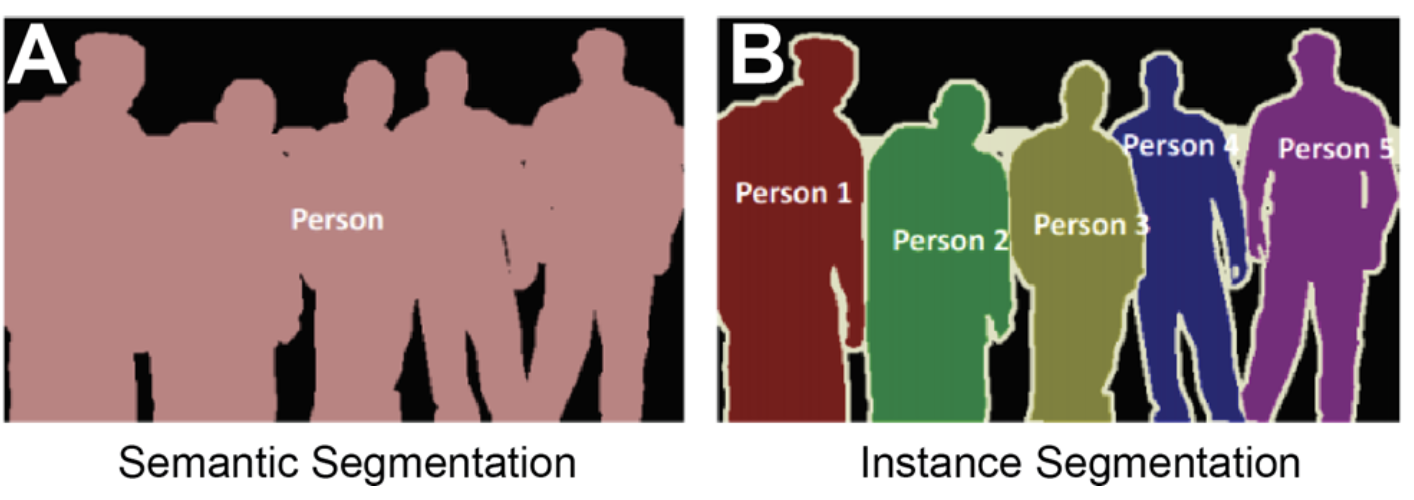 A
Person
Semantic Segmentation
B
Person 1
Person 2
Person 3
Person 4
Person 5
Instance Segmentation